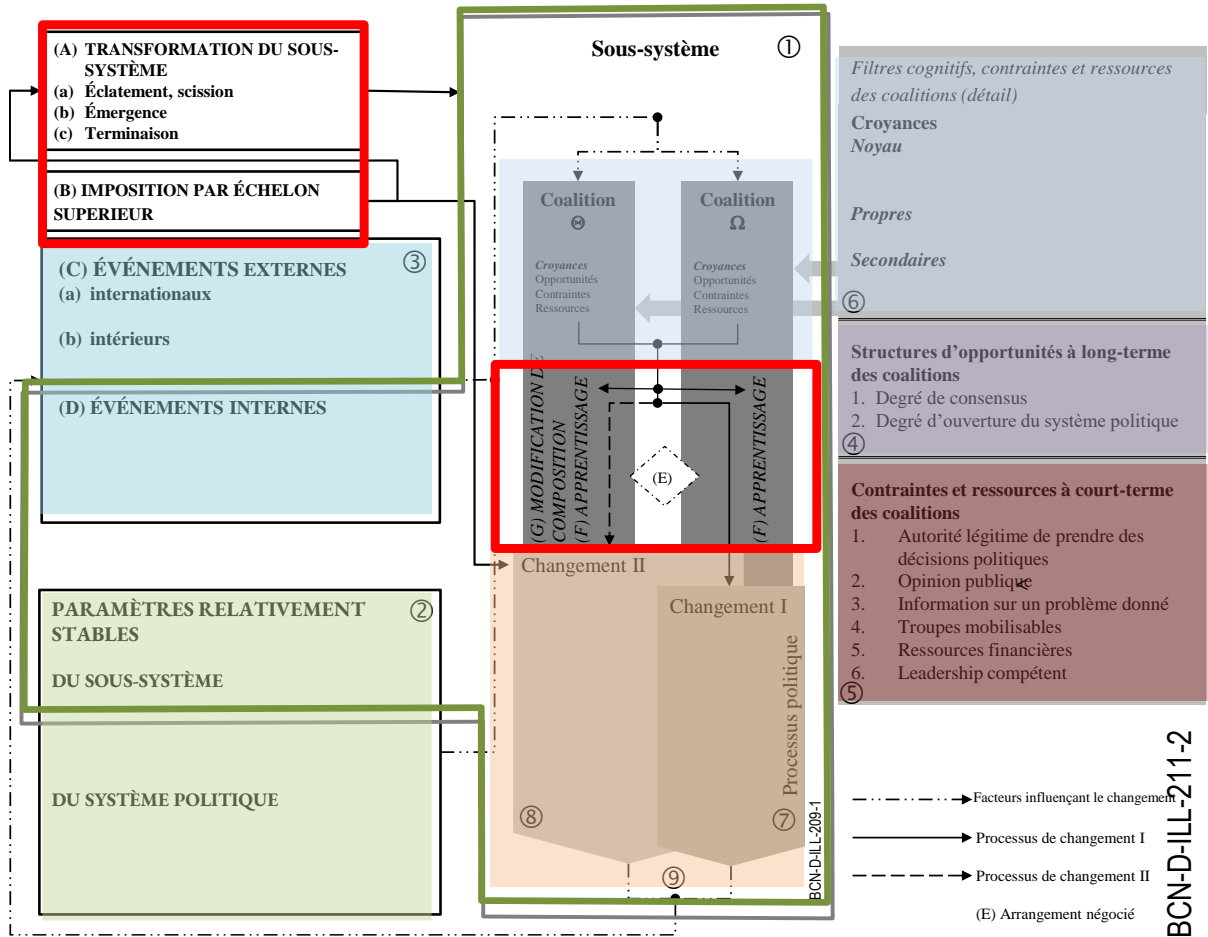 (A) TRANSFORMATION DU SOUS-
SYSTÈME
(a) Éclatement, scission
(b) Émergence
(c) Terminaison
(B) IMPOSITION PAR ÉCHELON
SUPERIEUR
(C) ÉVÉNEMENTS EXTERNES
③
(a) internationaux
(b) intérieurs
(D) ÉVÉNEMENTS INTERNES
PARAMÈTRES RELATIVEMENT
STABLES
②
DU SOUS-SYSTÈME
DU SYSTÈME POLITIQUE
Sous-système
①
Coalition
Θ
Croyances
Opportunités
Contraintes
Ressources
Coalition
Ω
Croyances
Opportunités
Contraintes
Ressources
(G) MODIFICATION
COMPOSITION
(F) APPRENTISSAGE
(E)
(F) APPRENTISSAGE
Changement II
Changement I
Processus politique
⑧
⑦
⑨
BCN-D-ILL-209-1
Filtres cognitifs, contraintes et ressources
des coalitions (détail)
Croyances
Noyau
Propres
Secondaires
⑥
Structures d’opportunités à long-terme
des coalitions
1. Degré de consensus
2. Degré d’ouverture du système politique
④
Contraintes et ressources à court-terme
des coalitions
1. Autorité légitime de prendre des
décisions politiques
2. Opinion publique
3. Information sur un problème donné
4. Troupes mobilisables
5. Ressources financières
6. Leadership compétent
⑤
Facteurs influençant le changement
Processus de changement I
Processus de changement II
(E) Arrangement négocié
BCN-D-ILL-211-2